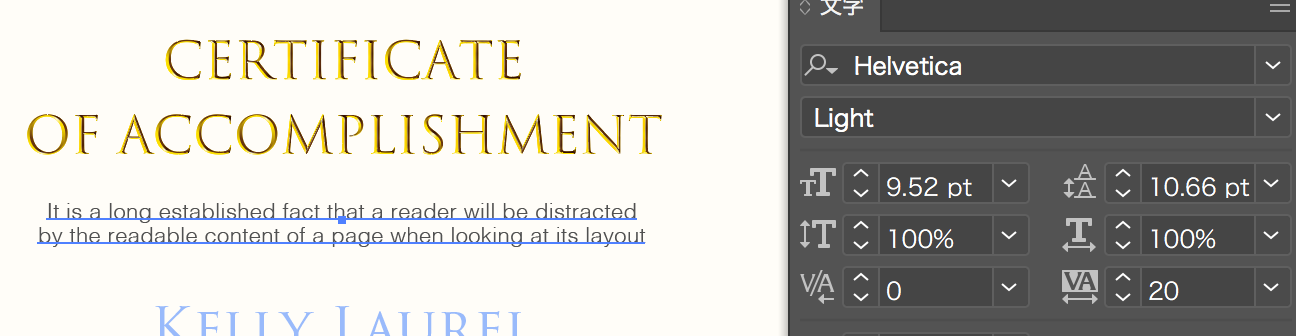 CERTIFICATE
OF ACCOMPLISHMENT
It is a long established fact that a reader will be distracted
by the readable content of a page when looking at its layout
KELLY LAUREL
文字
Helvetica
Light
9.52 pt
10.66 pt
100%
100%
0
20